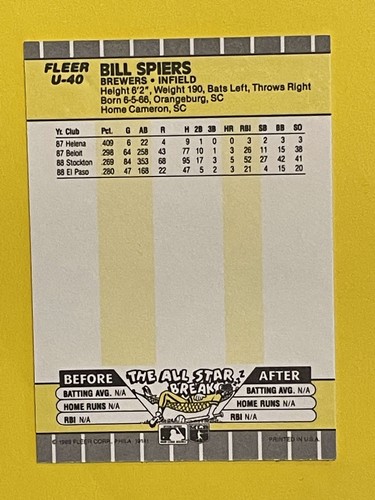 FLEER
U-40
BILL SPIERS
BREWERS • INFIELD
Height 6'2", Weight 190, Bats Left, Throws Right
Born 6-5-66, Orangeburg, SC
Home Cameron, SC
Yr. Club Pct. G AB R H 2B 3B HR RBI SB BB SO
87 Helena .409 6 22 4 9 1 0 0 3 2 3 3
87 Beloit .298 64 258 43 77 10 1 3 26 11 15 38
88 Stockton .269 84 353 68 95 17 3 5 52 27 42 41
88 El Paso .280 47 168 22 47 5 2 3 21 4 15 20
BEFORE THE ALL STAR BREAK AFTER
BATTING AVG. N/A BATTING AVG. N/A
HOME RUNS N/A HOME RUNS N/A
RBI N/A RBI N/A
© 1989 FLEER CORP. PHILA. PRINTED IN U.S.A.